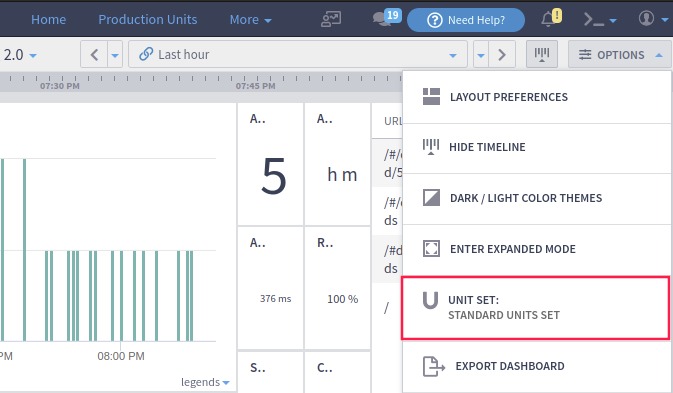 Home Production Units More 19 Need Help? !
2.0 Last hour OPTIONS
07:30 PM 07:45 PM
LAYOUT PREFERENCES
HIDE TIMELINE
DARK / LIGHT COLOR THEMES
ENTER EXPANDED MODE
UNIT SET:
STANDARD UNITS SET
EXPORT DASHBOARD
A.. A.. URL
5 h m
/#/
d/5
/#/
ds
A.. R..
/#d
ds
376 ms 100 %
/
PM 08:00 PM
S.. C..
legends